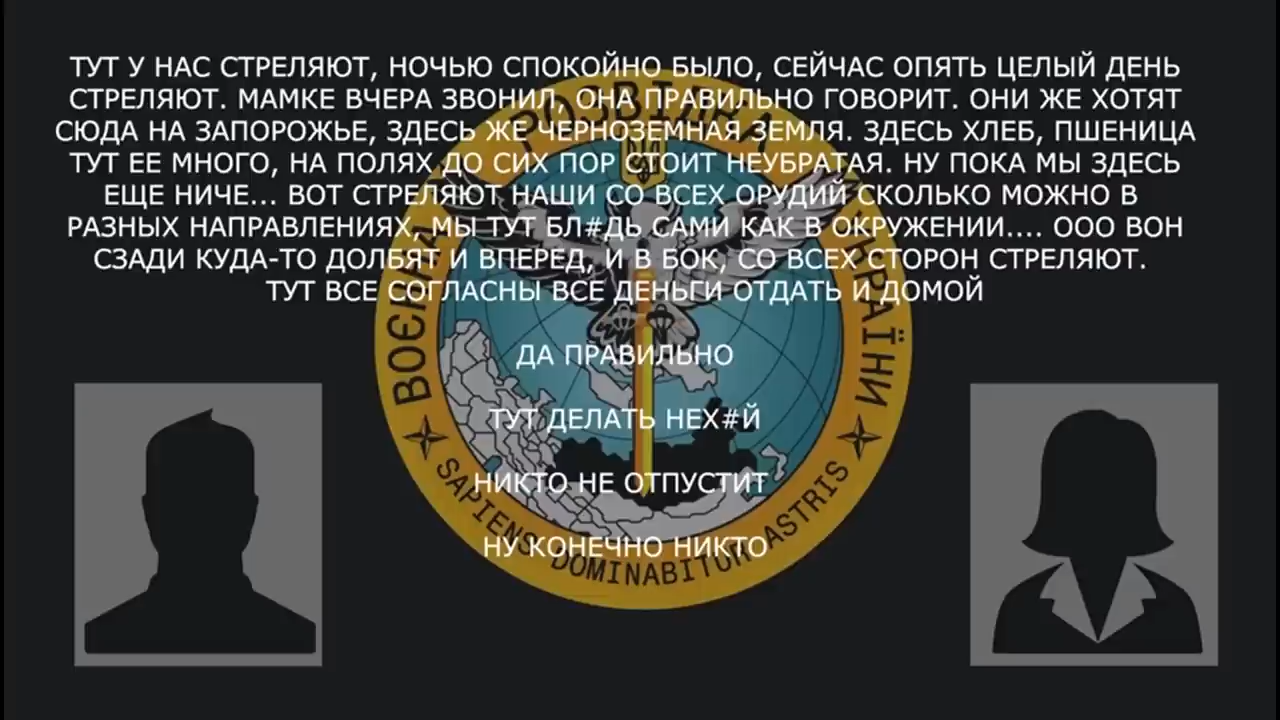 ТУТ У НАС СТРЕЛЯЮТ, НОЧЬЮ СПОКОЙНО БЫЛО, СЕЙЧАС ОПЯТЬ ЦЕЛЫЙ ДЕНЬ
СТРЕЛЯЮТ. МАМКЕ ВЧЕРА ЗВОНИЛ, ОНА ПРАВИЛЬНО ГОВОРИТ. ОНИ ЖЕ ХОТЯТ
СЮДА НА ЗАПОРОЖЬЕ, ЗДЕСЬ ЖЕ ЧЕРНОЗЕМНАЯ ЗЕМЛЯ. ЗДЕСЬ ХЛЕБ, ПШЕНИЦА
ТУТ ЕЕ МНОГО, НА ПОЛЯХ ДО СИХ ПОР СТОИТ НЕУБРАТАЯ. НУ ПОКА МЫ ЗДЕСЬ
ЕЩЕ НИЧЕ... ВОТ СТРЕЛЯЮТ НАШИ СО ВСЕХ ОРУДИЙ СКОЛЬКО МОЖНО В
РАЗНЫХ НАПРАВЛЕНИЯХ, МЫ ТУТ БЛ#ДЬ САМИ КАК В ОКРУЖЕНИИ.... ООО ВОН
СЗАДИ КУДА-ТО ДОЛБЯТ И ВПЕРЕД, И В БОК, СО ВСЕХ СТОРОН СТРЕЛЯЮТ.
ТУТ ВСЕ СОГЛАСНЫ ВСЕ ДЕНЬГИ ОТДАТЬ И ДОМОЙ
ДА ПРАВИЛЬНО
ТУТ ДЕЛАТЬ НЕХ#Й
НИКТО НЕ ОТПУСТИТ
НУ КОНЕЧНО НИКТО
ВОЄННА РОЗВІДКА УКРАЇНИ
SAPIENS DOMINABITUR ASTRIS